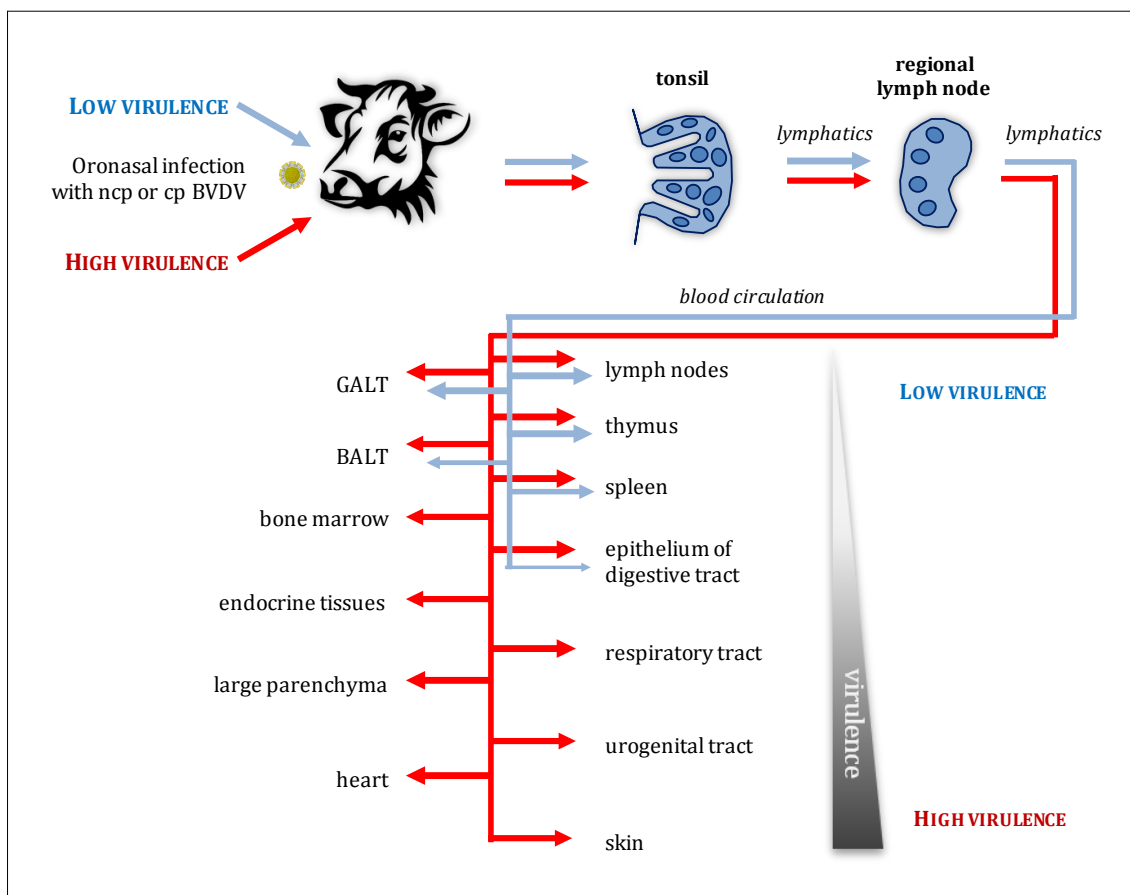 tonsil
regional
lymph node
LOW VIRULENCE
lymphatics
lymphatics
Oronasal infection
with ncp or cp BVDV
HIGH VIRULENCE
blood circulation
GALT
BALT
bone marrow
endocrine tissues
large parenchyma
heart
lymph nodes
thymus
spleen
epithelium of
digestive tract
respiratory tract
urogenital tract
skin
LOW VIRULENCE
virulence
HIGH VIRULENCE